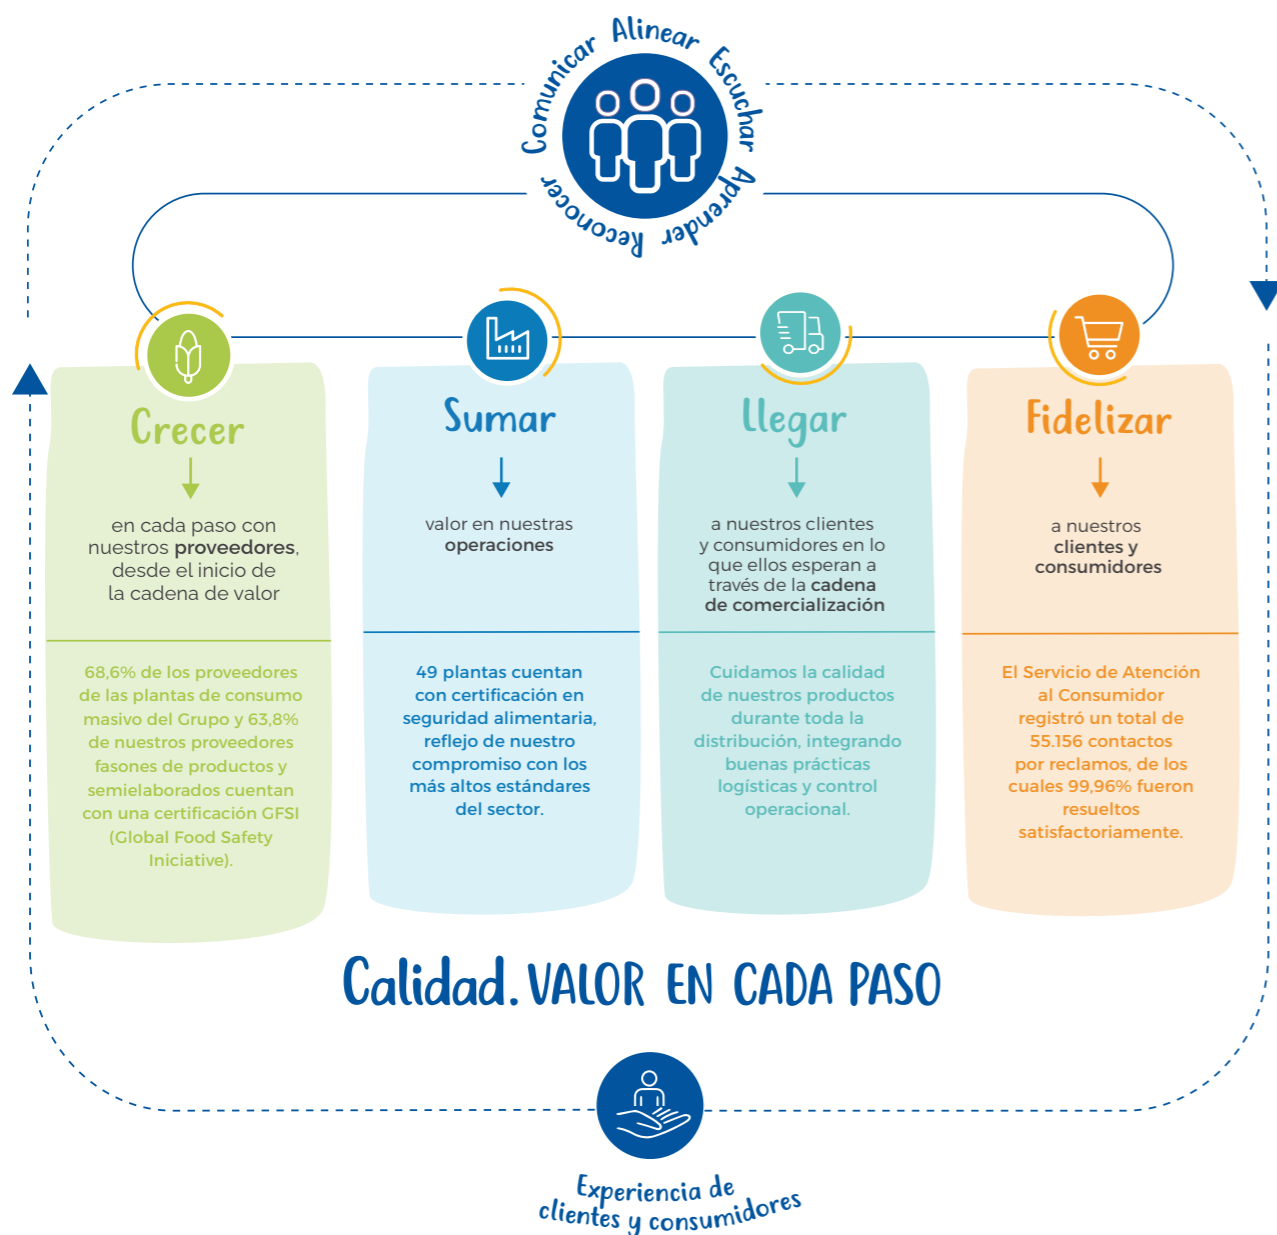 Comunicar Alinear Escuchar Aprender Reconocer
Crecer
en cada paso con
nuestros proveedores,
desde el inicio de
la cadena de valor
68,6% de los proveedores
de las plantas de consumo
masivo del Grupo y 63,8%
de nuestros proveedores
fasones de productos y
semielaborados cuentan
con una certificación GFSI
(Global Food Safety
Iniciative).
Sumar
valor en nuestras
operaciones
49 plantas cuentan
con certificación en
seguridad alimentaria,
reflejo de nuestro
compromiso con los
más altos estándares
del sector.
Llegar
a nuestros clientes
y consumidores en lo
que ellos esperan a
través de la cadena
de comercialización
Cuidamos la calidad
de nuestros productos
durante toda la
distribución, integrando
buenas prácticas
logísticas y control
operacional.
Fidelizar
a nuestros
clientes y
consumidores
El Servicio de Atención
al Consumidor
registró un total de
55.156 contactos
por reclamos, de los
cuales 99,96% fueron
resueltos
satisfactoriamente.
Calidad. VALOR EN CADA PASO
Experiencia de
clientes y consumidores